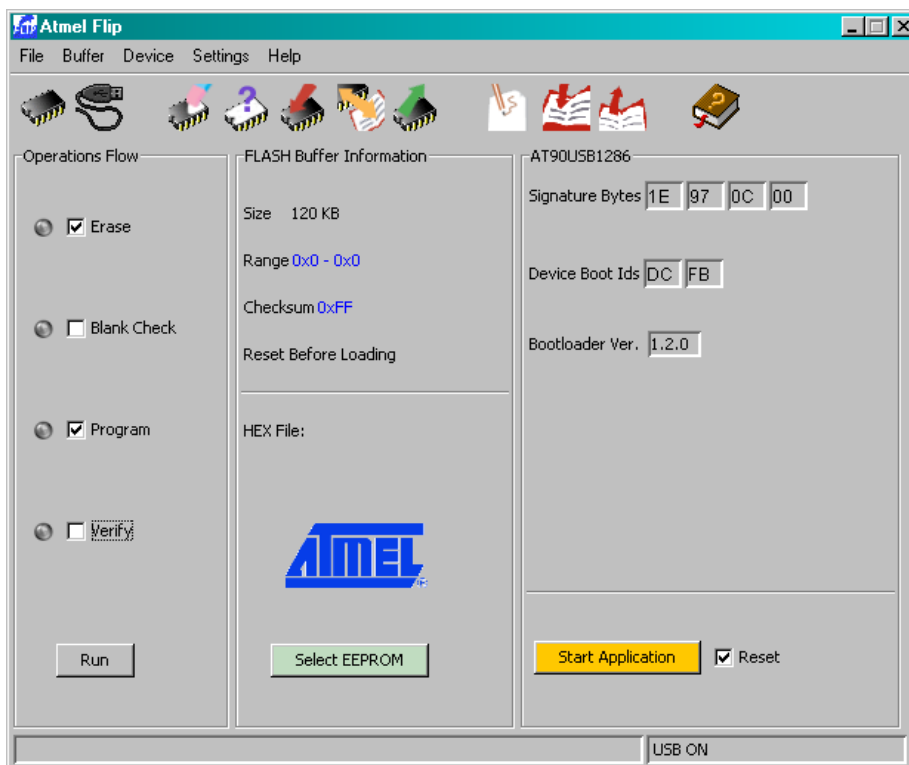 Atmel Flip
File Buffer Device Settings Help
Operations Flow
Erase
Blank Check
Program
Verify
Run
FLASH Buffer Information
Size 120 KB
Range 0x0 - 0x0
Checksum 0xFF
Reset Before Loading
HEX File:
ATMEL
Select EEPROM
AT90USB1286
Signature Bytes 1E 97 0C 00
Device Boot Ids DC FB
Bootloader Ver. 1.2.0
Start Application Reset
USB ON